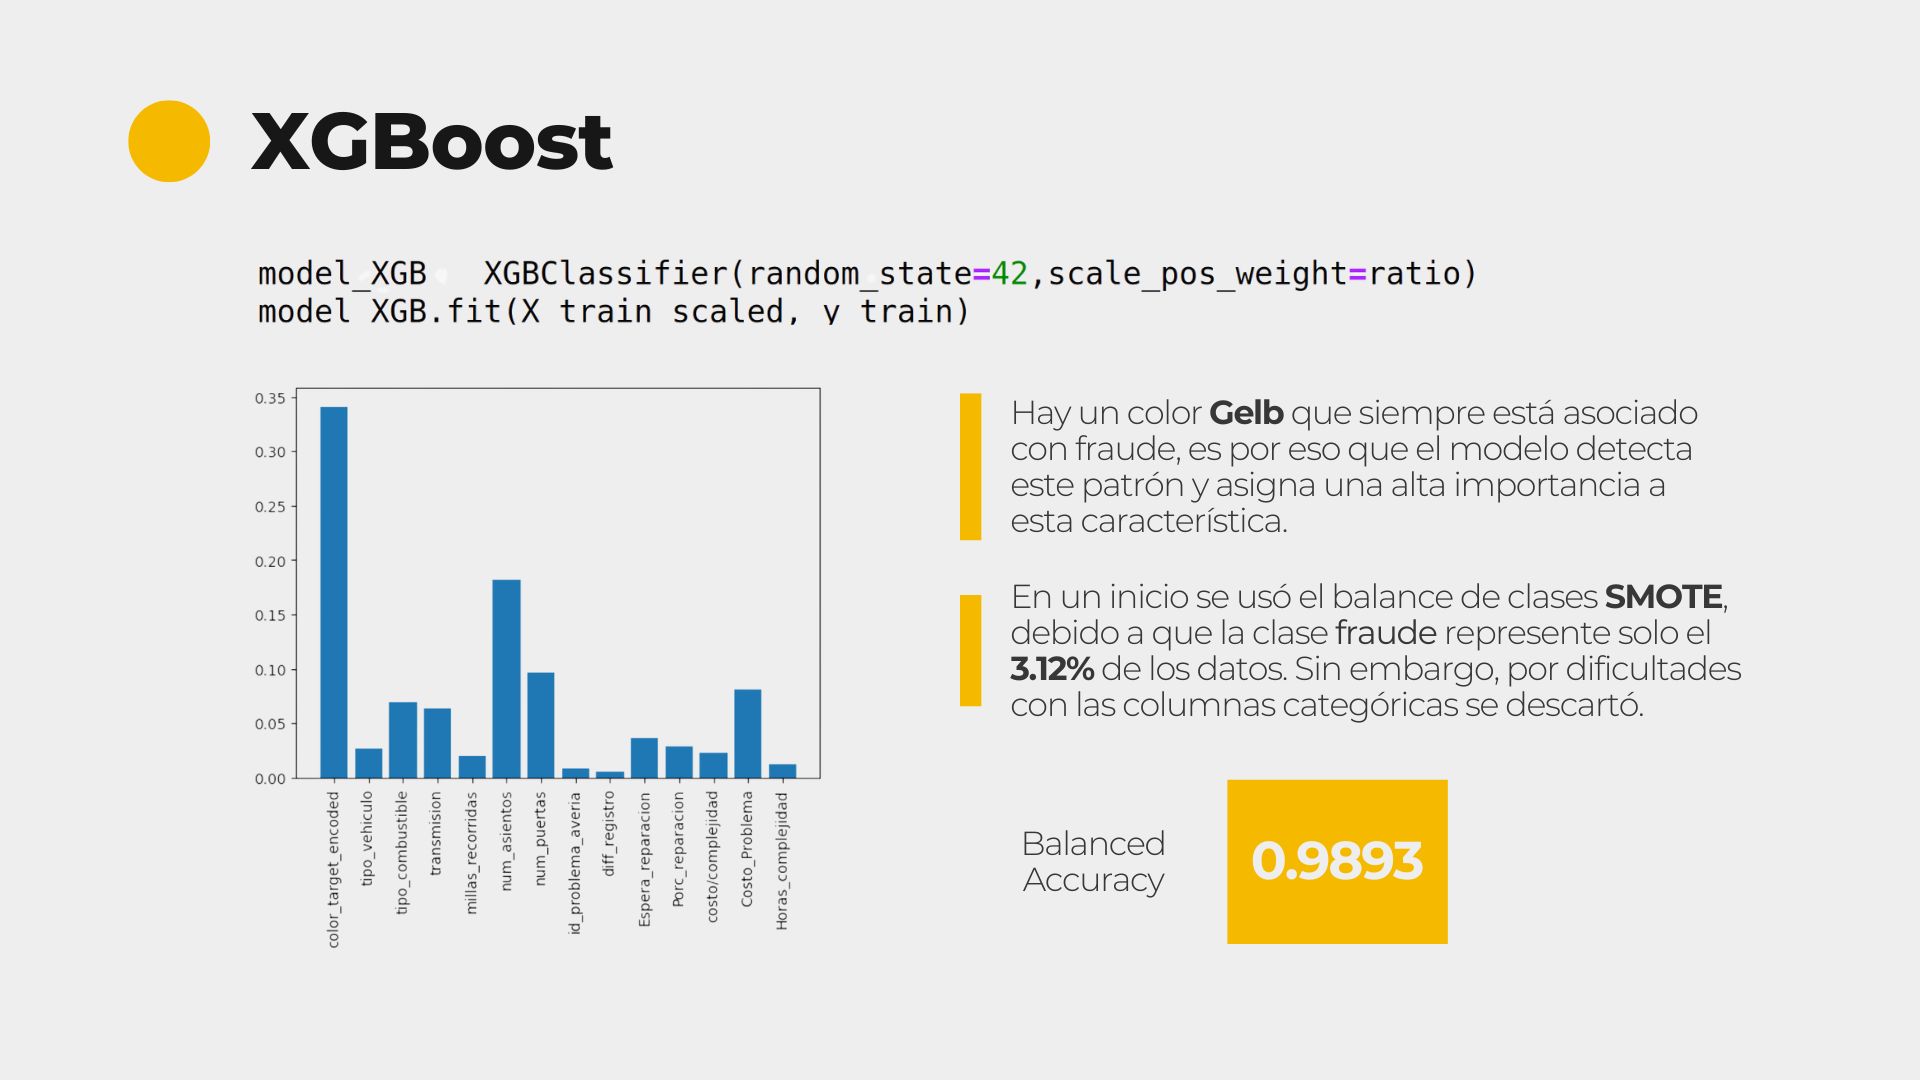 XGBoost
model_XGB XGBClassifier(random_state=42,scale_pos_weight=ratio)
model XGB.fit(X train scaled, y train)
0.35
0.30
0.25
0.20
0.15
0.10
0.05
0.00
color_target_encoded
tipo_vehiculo
tipo_combustible
transmision
millas_recorridas
num_asientos
num_puertas
id_problema_averia
diff_registro
Espera_reparacion
Porc_reparacion
costo/complejidad
Costo_Problema
Horas_complejidad
Hay un color Gelb que siempre está asociado
con fraude, es por eso que el modelo detecta
este patrón y asigna una alta importancia a
esta característica.
En un inicio se usó el balance de clases SMOTE,
debido a que la clase fraude represente solo el
3.12% de los datos. Sin embargo, por dificultades
con las columnas categóricas se descartó.
Balanced
Accuracy
0.9893